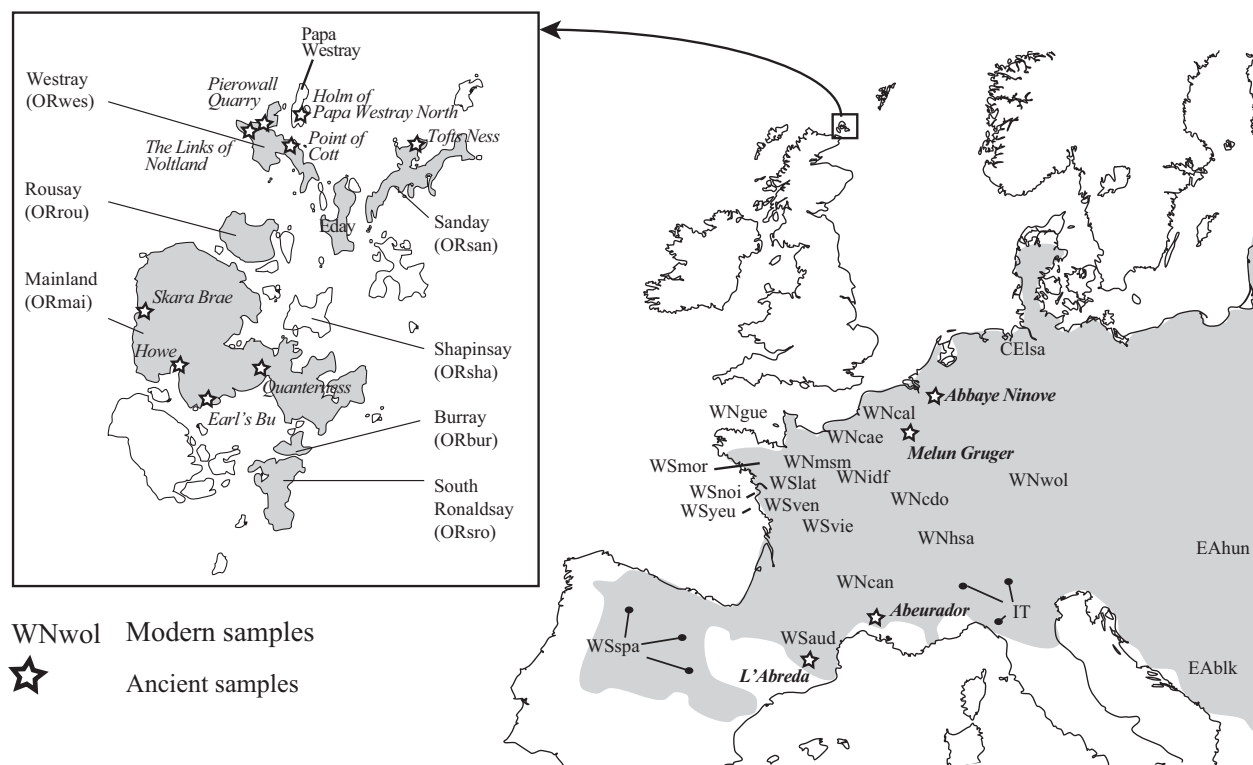 Papa
Westray
Westray
(ORwes)
Pierowall
Quarry
Holm of
Papa Westray North
The Links of
Noltland
Point of
Cott
Tofts Ness
Rousay
(ORrou)
Eday
Sanday
(ORsan)
Mainland
(ORmai)
Skara Brae
Howe
Shapinsay
(ORsha)
Quanterness
Earl's Bu
Burray
(ORbur)
South
Ronaldsay
(ORsro)
WNwol Modern samples
Ancient samples
CElsa
Abbaye Ninove
WNgue
WNcal
WNcae
Melun Gruger
WSmor
WNmsm
WNidf
WNwol
WSlat
WSnoi
WNcdo
WSyeu
WSven
WSvie
WNhsa
EAhun
WNcan
Abeurador
IT
WSspa
WSaud
L'Abreda
EAblk